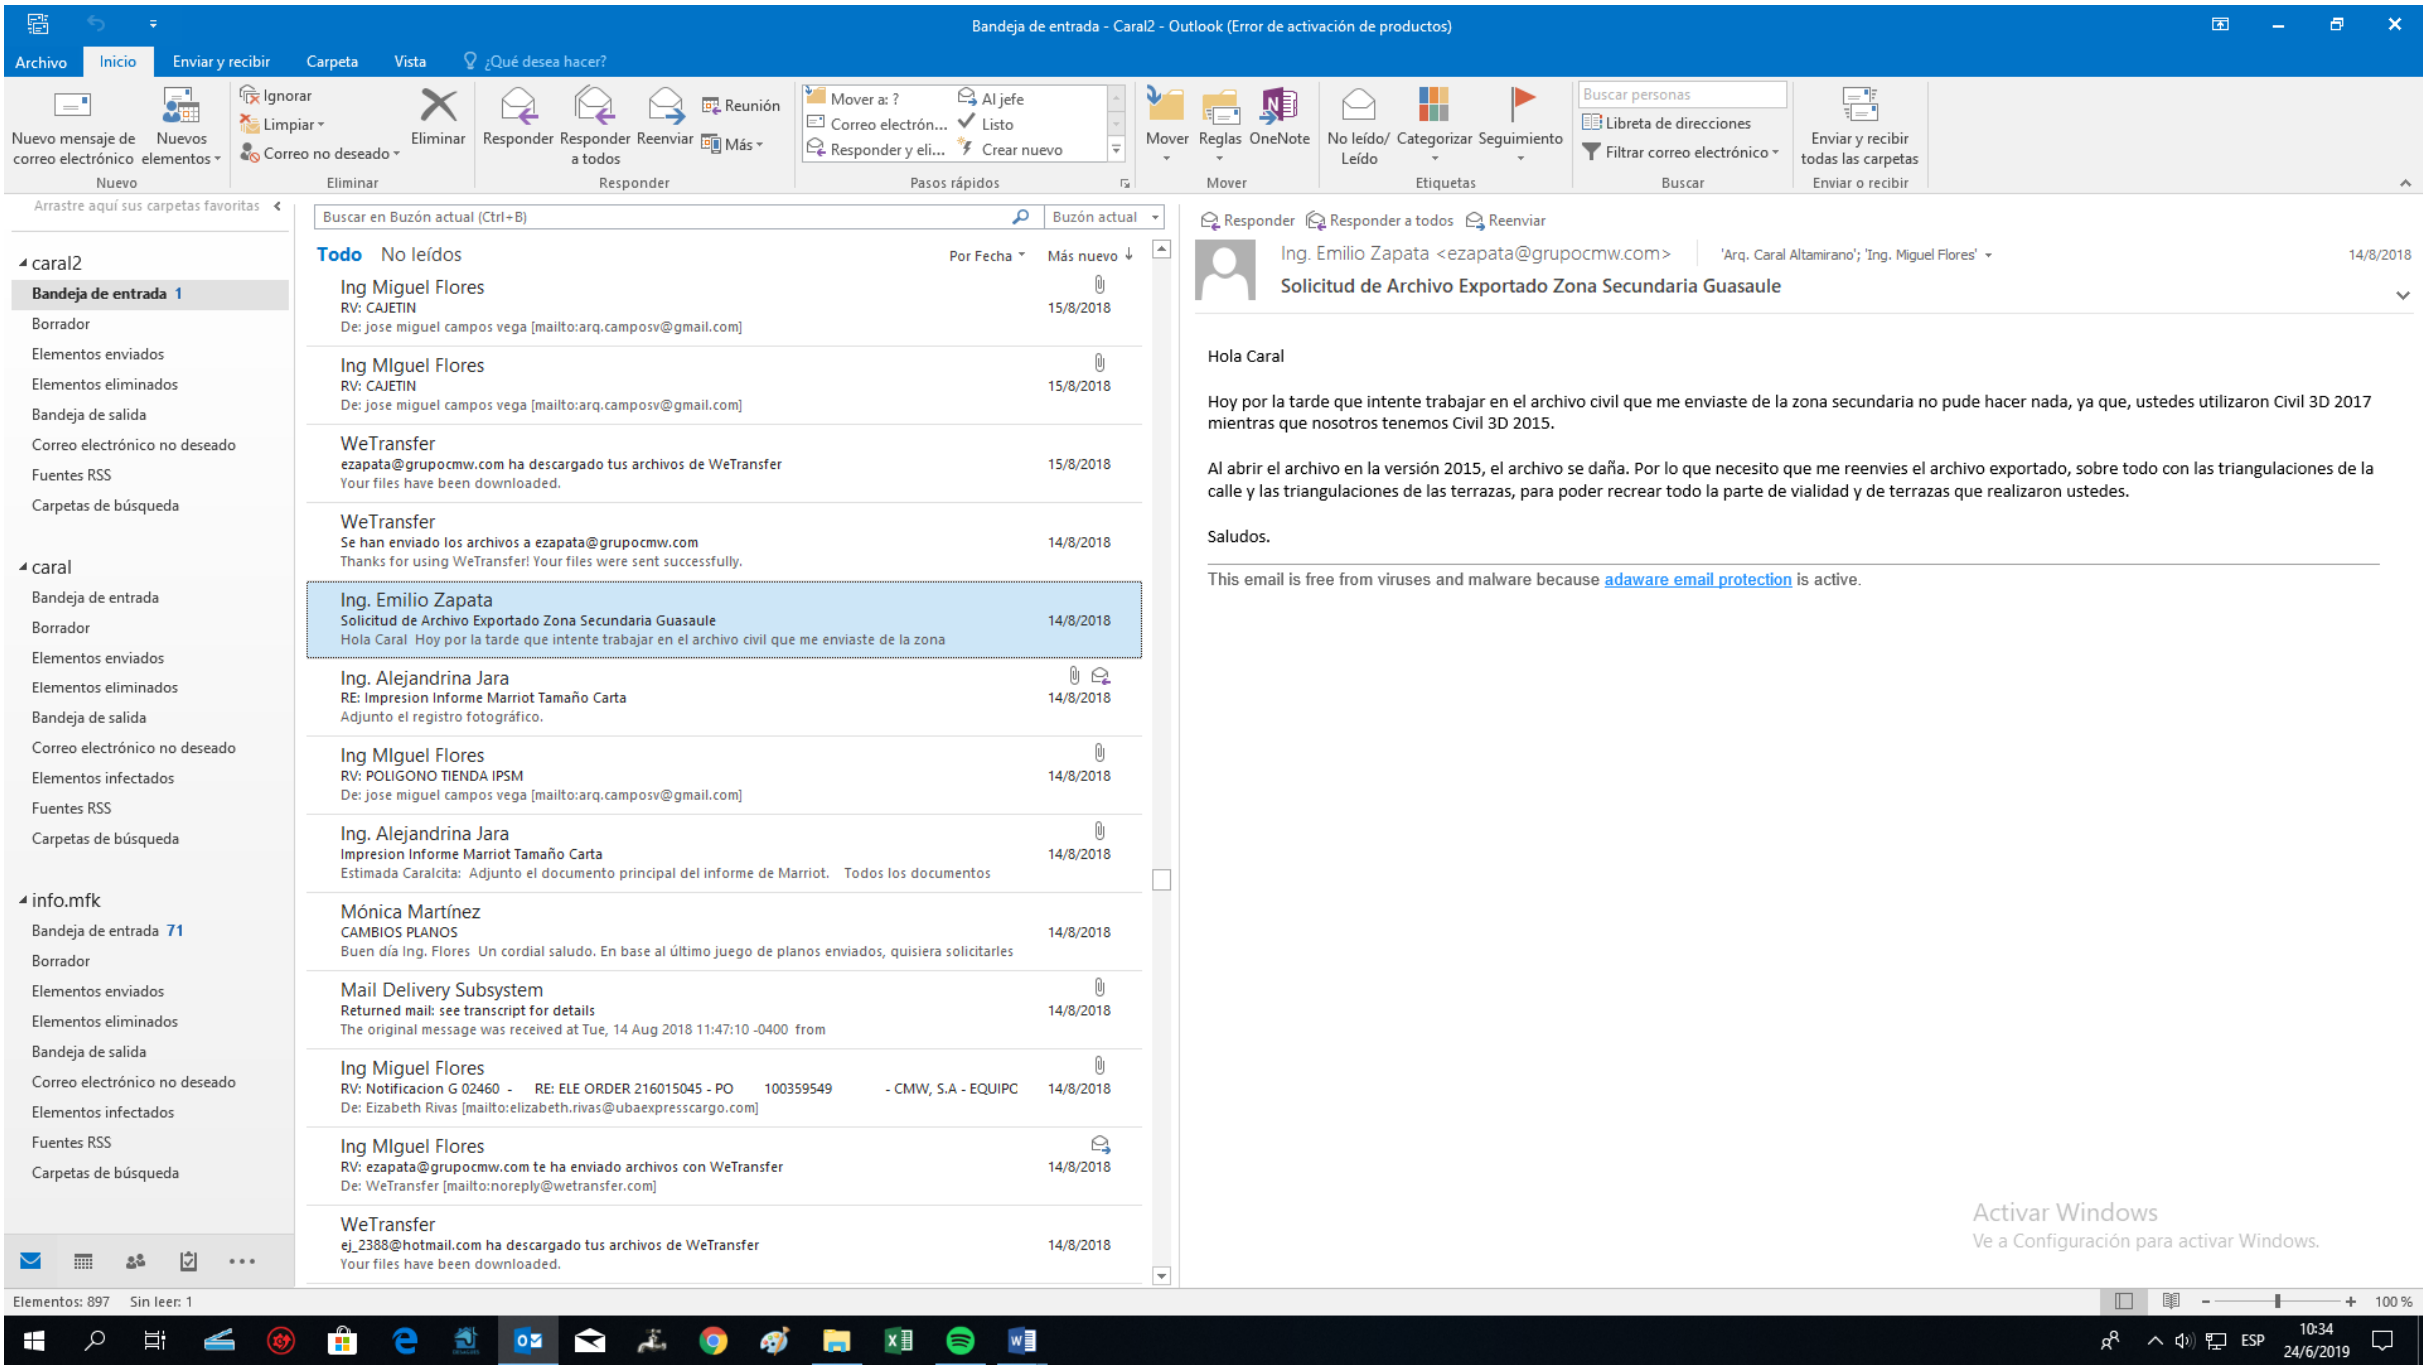 Bandeja de entrada - Caral2 - Outlook (Error de activación de productos)
Archivo Inicio Enviar y recibir Carpeta Vista ¿Qué desea hacer?
Nuevo mensaje de correo electrónico
Nuevos elementos
Nuevo
Ignorar
Limpiar
Correo no deseado
Eliminar
Eliminar
Responder
Responder a todos
Reenviar
Reunión
Más
Responder
Mover a: ?
Correo electrón...
Responder y eli...
Al jefe
Listo
Crear nuevo
Pasos rápidos
Mover
Reglas
OneNote
Mover
No leído/ Leído
Categorizar
Seguimiento
Etiquetas
Buscar personas
Libreta de direcciones
Filtrar correo electrónico
Buscar
Enviar y recibir todas las carpetas
Enviar o recibir
Arrastre aquí sus carpetas favoritas
caral2
Bandeja de entrada 1
Borrador
Elementos enviados
Elementos eliminados
Bandeja de salida
Correo electrónico no deseado
Fuentes RSS
Carpetas de búsqueda
caral
Bandeja de entrada
Borrador
Elementos enviados
Elementos eliminados
Bandeja de salida
Correo electrónico no deseado
Elementos infectados
Fuentes RSS
Carpetas de búsqueda
info.mfk
Bandeja de entrada 71
Borrador
Elementos enviados
Elementos eliminados
Bandeja de salida
Correo electrónico no deseado
Elementos infectados
Fuentes RSS
Carpetas de búsqueda
Buscar en Buzón actual (Ctrl+B)
Buzón actual
Todo No leídos
Por Fecha Más nuevo
Ing Miguel Flores
RV: CAJETIN 15/8/2018
De: jose miguel campos vega [mailto:arq.camposv@gmail.com]
Ing MIguel Flores
RV: CAJETIN 15/8/2018
De: jose miguel campos vega [mailto:arq.camposv@gmail.com]
WeTransfer
ezapata@grupocmw.com ha descargado tus archivos de WeTransfer 15/8/2018
Your files have been downloaded.
WeTransfer
Se han enviado los archivos a ezapata@grupocmw.com 14/8/2018
Thanks for using WeTransfer! Your files were sent successfully.
Ing. Emilio Zapata
Solicitud de Archivo Exportado Zona Secundaria Guasaule 14/8/2018
Hola Caral Hoy por la tarde que intente trabajar en el archivo civil que me enviaste de la zona
Ing. Alejandrina Jara
RE: Impresion Informe Marriot Tamaño Carta 14/8/2018
Adjunto el registro fotográfico.
Ing MIguel Flores
RV: POLIGONO TIENDA IPSM 14/8/2018
De: jose miguel campos vega [mailto:arq.camposv@gmail.com]
Ing. Alejandrina Jara
Impresion Informe Marriot Tamaño Carta 14/8/2018
Estimada Caralcita: Adjunto el documento principal del informe de Marriot. Todos los documentos
Mónica Martínez
CAMBIOS PLANOS 14/8/2018
Buen día Ing. Flores Un cordial saludo. En base al último juego de planos enviados, quisiera solicitarles
Mail Delivery Subsystem
Returned mail: see transcript for details 14/8/2018
The original message was received at Tue, 14 Aug 2018 11:47:10 -0400 from
Ing Miguel Flores
RV: Notificacion G 02460 - RE: ELE ORDER 216015045 - PO 100359549 - CMW, S.A - EQUIPC 14/8/2018
De: Eizabeth Rivas [mailto:elizabeth.rivas@ubaexpresscargo.com]
Ing MIguel Flores
RV: ezapata@grupocmw.com te ha enviado archivos con WeTransfer 14/8/2018
De: WeTransfer [mailto:noreply@wetransfer.com]
WeTransfer
ej_2388@hotmail.com ha descargado tus archivos de WeTransfer 14/8/2018
Your files have been downloaded.
Responder Responder a todos Reenviar
Ing. Emilio Zapata <ezapata@grupocmw.com> 'Arq. Caral Altamirano'; 'Ing. Miguel Flores' 14/8/2018
Solicitud de Archivo Exportado Zona Secundaria Guasaule
Hola Caral
Hoy por la tarde que intente trabajar en el archivo civil que me enviaste de la zona secundaria no pude hacer nada, ya que, ustedes utilizaron Civil 3D 2017
mientras que nosotros tenemos Civil 3D 2015.
Al abrir el archivo en la versión 2015, el archivo se daña. Por lo que necesito que me reenvies el archivo exportado, sobre todo con las triangulaciones de la
calle y las triangulaciones de las terrazas, para poder recrear todo la parte de vialidad y de terrazas que realizaron ustedes.
Saludos.
This email is free from viruses and malware because adaware email protection is active.
Activar Windows
Ve a Configuración para activar Windows.
Elementos: 897 Sin leer: 1
100 %
ESP
10:34
24/6/2019